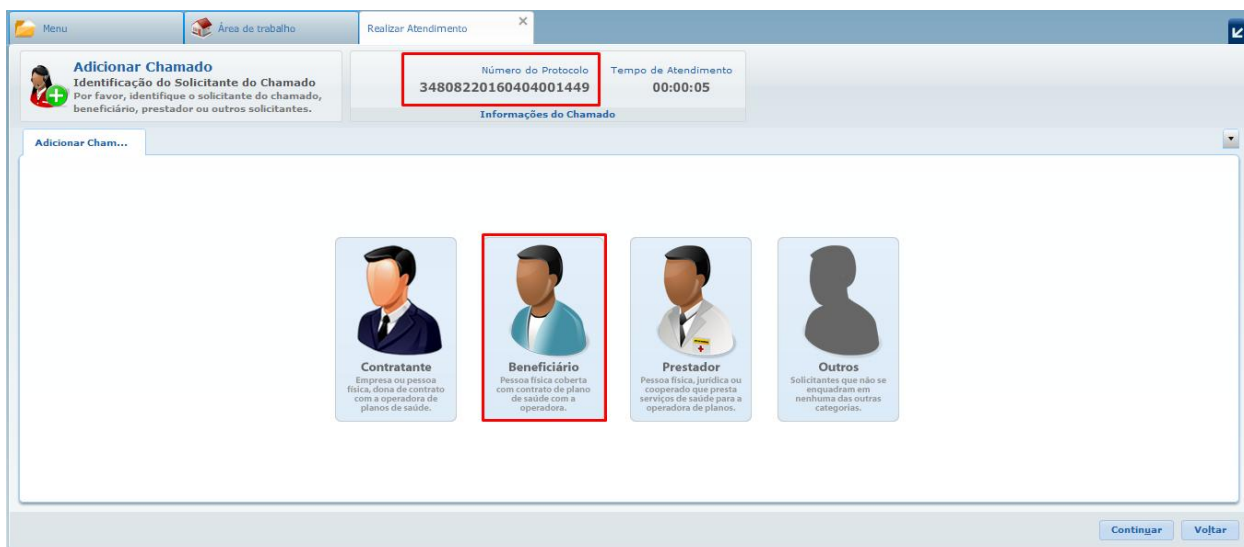 Menu
Área de trabalho
Realizar Atendimento
Adicionar Chamado
Identificação do Solicitante do Chamado
Por favor, identifique o solicitante do chamado,
beneficiário, prestador ou outros solicitantes.
Número do Protocolo
34808220160404001449
Tempo de Atendimento
00:00:05
Informações do Chamado
Adicionar Cham...
Contratante
Empresa ou pessoa
física, dona de contrato
com a operadora de
planos de saúde.
Beneficiário
Pessoa física coberta
com contrato de plano
de saúde com a
operadora.
Prestador
Pessoa física, jurídica ou
cooperado que presta
serviços de saúde para a
operadora de planos.
Outros
Solicitantes que não se
enquadram em
nenhuma das outras
categorias.
Continuar
Voltar